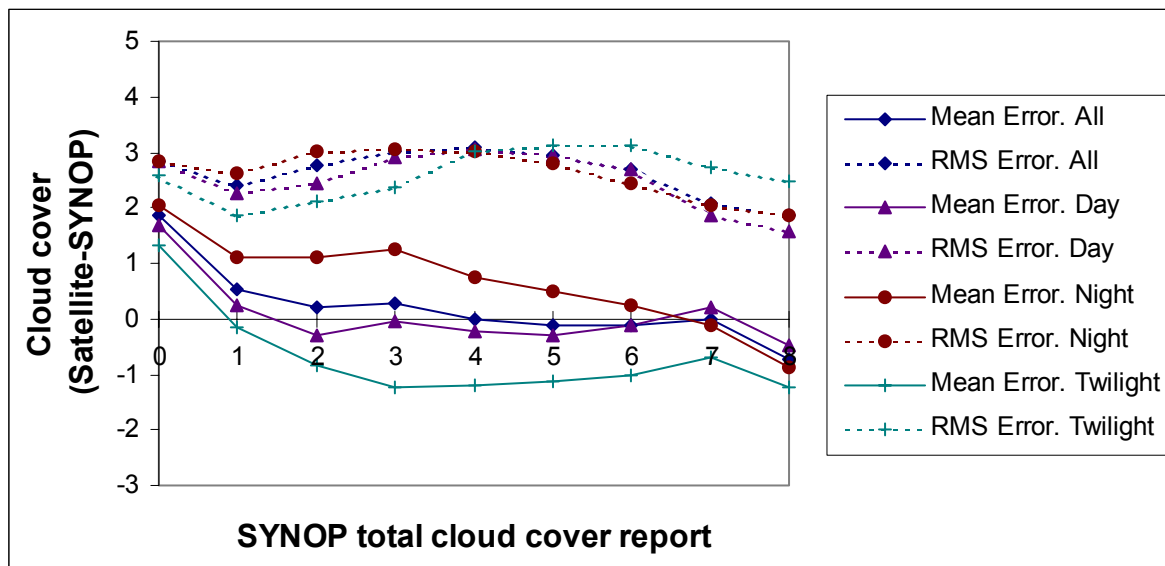 5
4
3
2
1
0
-1
-2
-3
0 1 2 3 4 5 6 7 8
Cloud cover
(Satellite-SYNOP)
SYNOP total cloud cover report
Mean Error. All
RMS Error. All
Mean Error. Day
RMS Error. Day
Mean Error. Night
RMS Error. Night
Mean Error. Twilight
RMS Error. Twilight